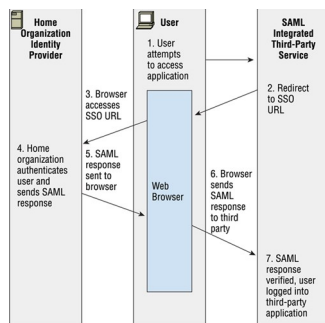 Home
Organization
Identity
Provider
User
SAML
Integrated
Third-Party
Service
1. User
attempts
to access
application
2. Redirect
to SSO
URL
3. Browser
accesses
SSO URL
4. Home
organization
authenticates
user and
sends SAML
response
5. SAML
response
sent to
browser
Web
Browser
6. Browser
sends
SAML
response
to third
party
7. SAML
response
verified, user
logged into
third-party
application